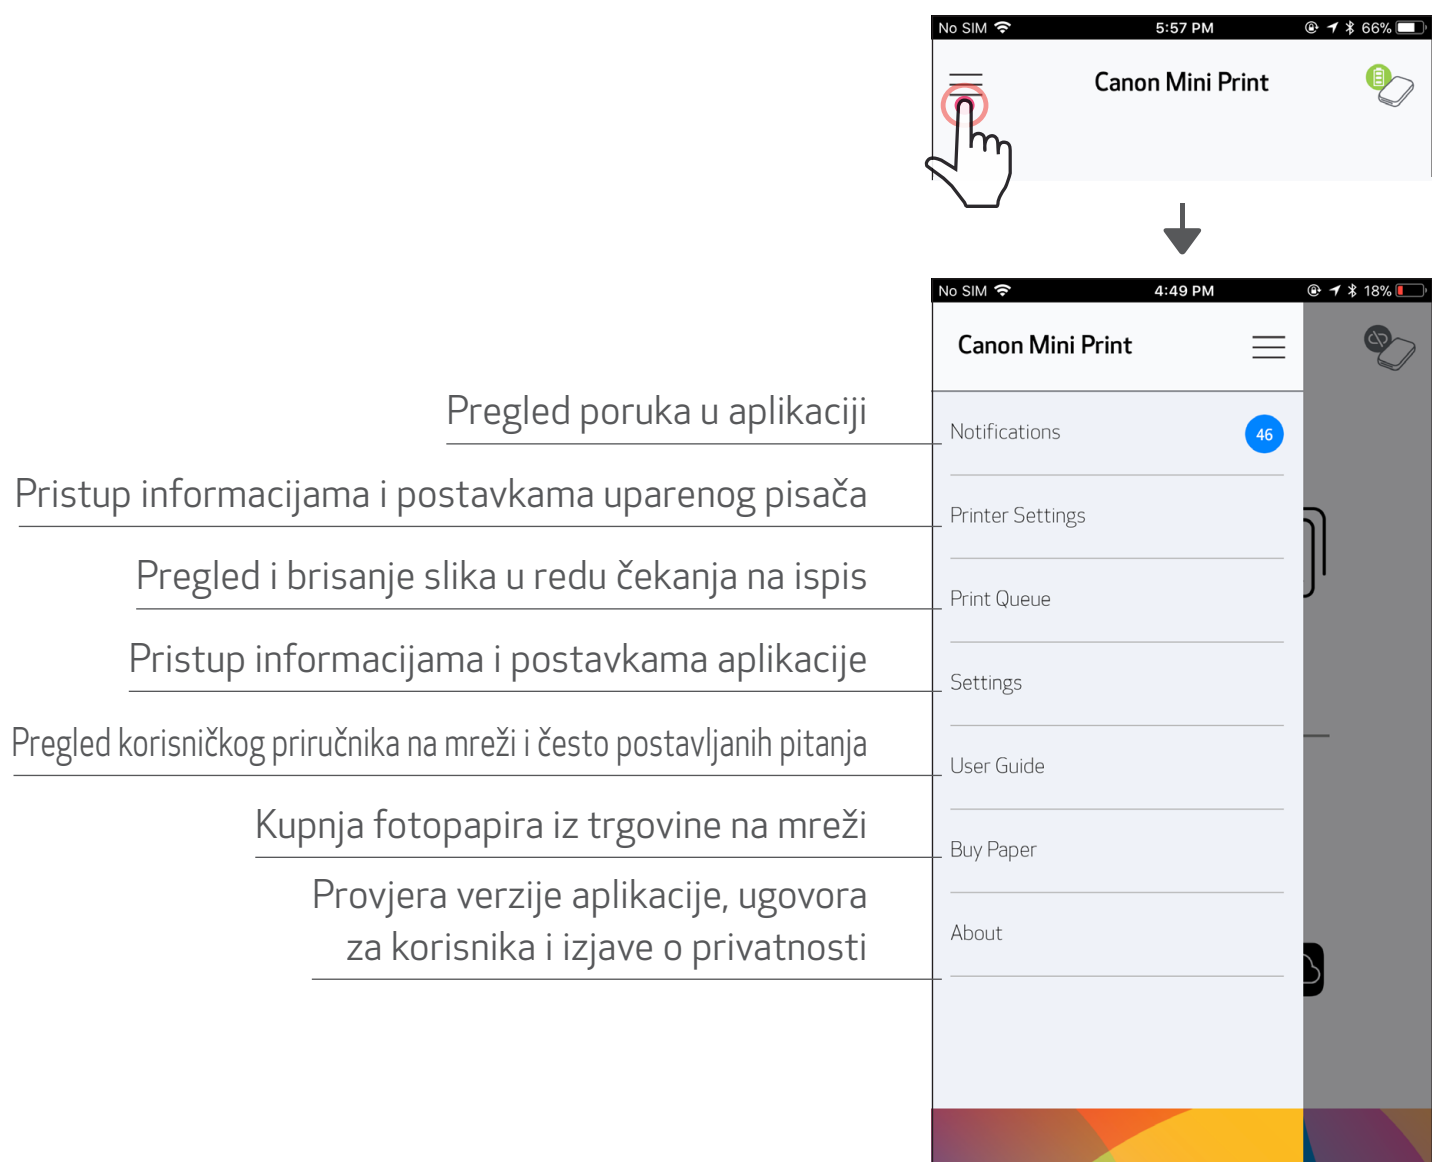 No SIM 5:57 PM 66%
Canon Mini Print
No SIM 4:49 PM 18%
Canon Mini Print
Pregled poruka u aplikaciji
Notifications 46
Pristup informacijama i postavkama uparenog pisača
Printer Settings
Pregled i brisanje slika u redu čekanja na ispis
Print Queue
Pristup informacijama i postavkama aplikacije
Settings
Pregled korisničkog priručnika na mreži i često postavljanih pitanja
User Guide
Kupnja fotopapira iz trgovine na mreži
Buy Paper
Provjera verzije aplikacije, ugovora
za korisnika i izjave o privatnosti
About